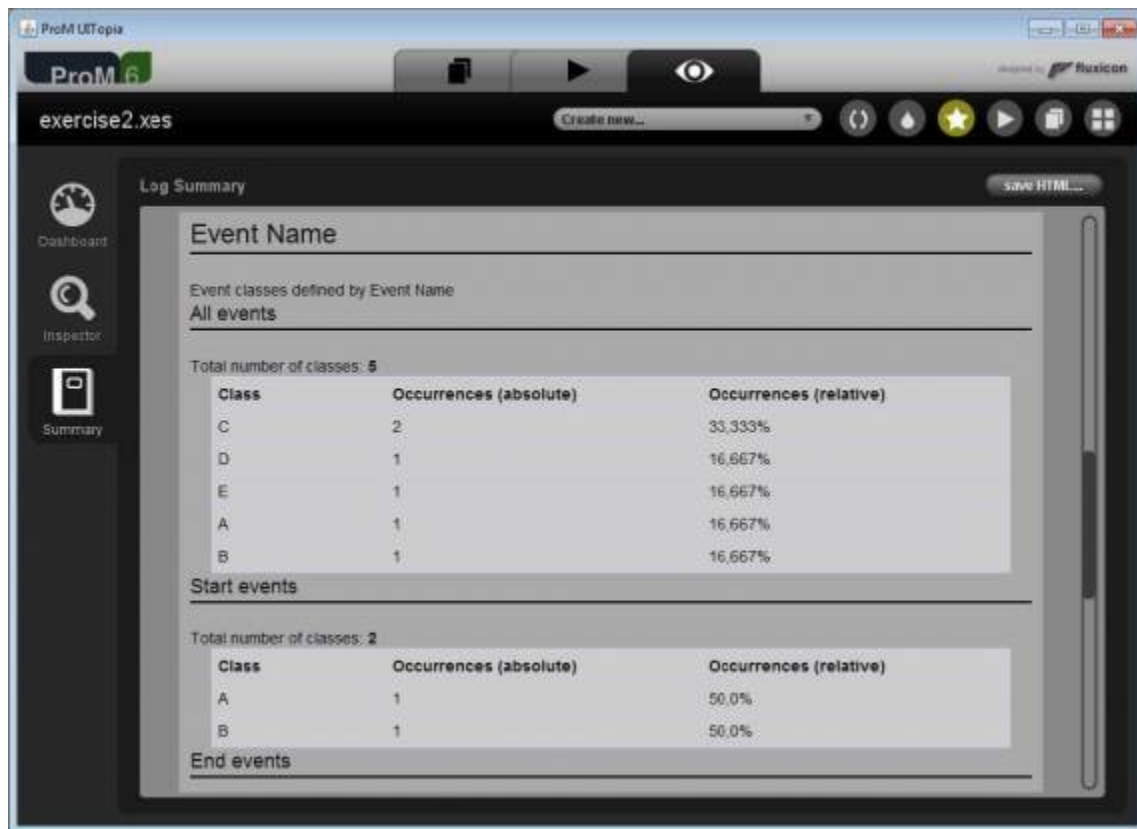 ProM UITopia
ProM 6
designed by fluxicon
exercise2.xes
Create new...
Log Summary
save HTML...
Dashboard
Inspector
Summary
Event Name
Event classes defined by Event Name
All events
Total number of classes: 5
Class Occurrences (absolute) Occurrences (relative)
C 2 33,333%
D 1 16,667%
E 1 16,667%
A 1 16,667%
B 1 16,667%
Start events
Total number of classes: 2
Class Occurrences (absolute) Occurrences (relative)
A 1 50,0%
B 1 50,0%
End events